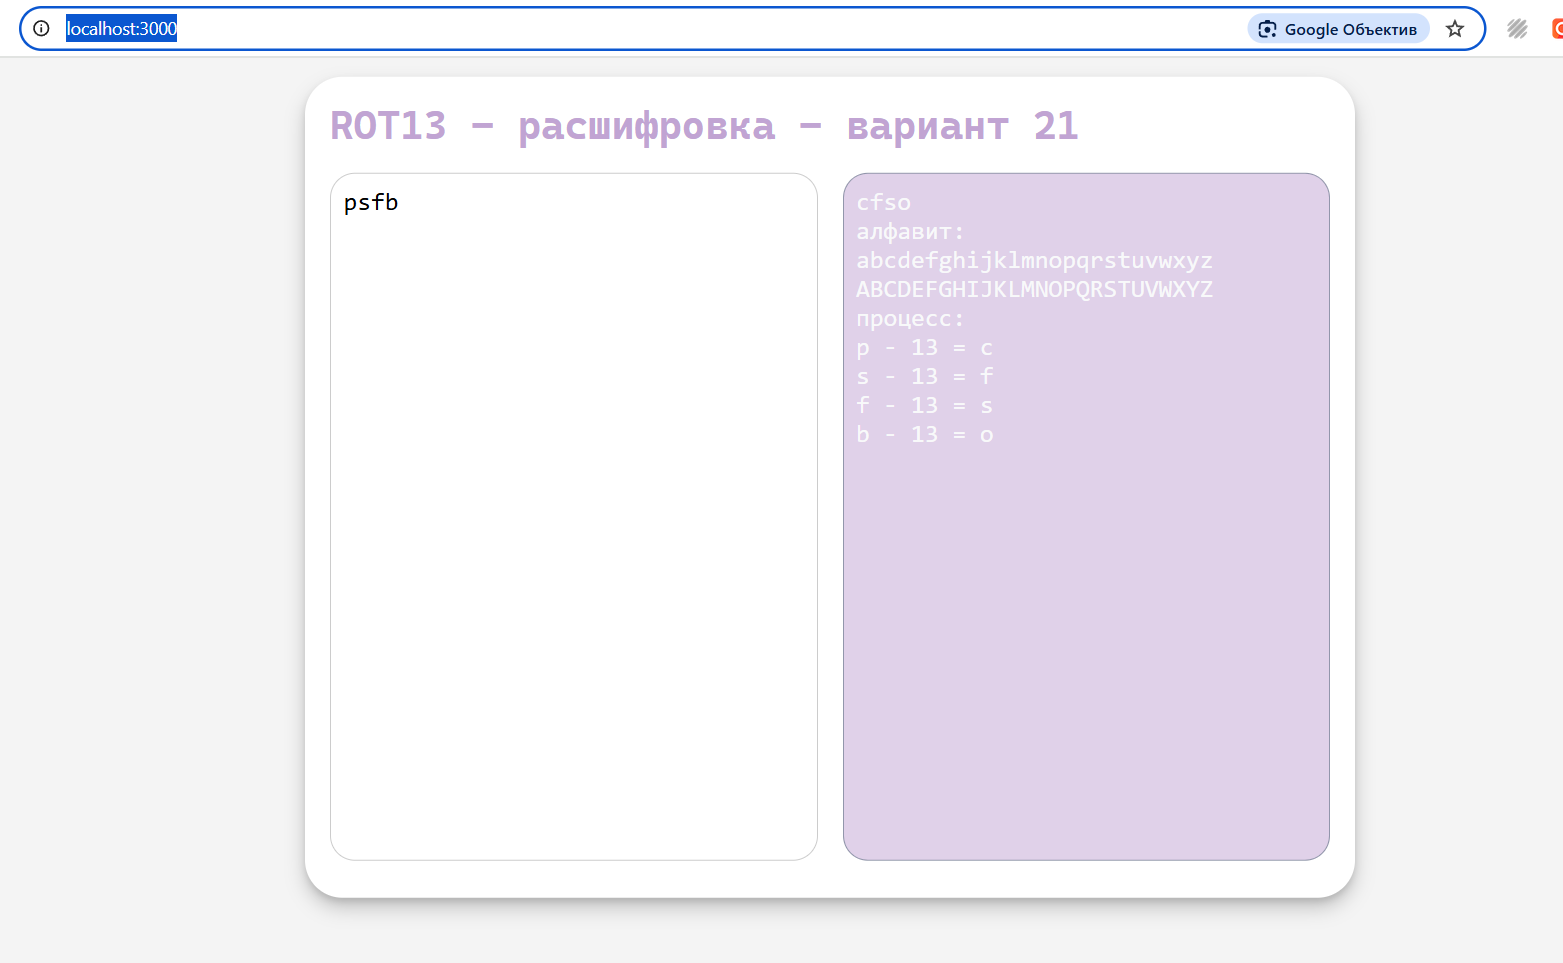 localhost:3000
Google Объектив
ROT13 – расшифровка – вариант 21
psfb
cfso
алфавит:
abcdefghijklmnopqrstuvwxyz
ABCDEFGHIJKLMNOPQRSTUVWXYZ
процесс:
p - 13 = c
s - 13 = f
f - 13 = s
b - 13 = o